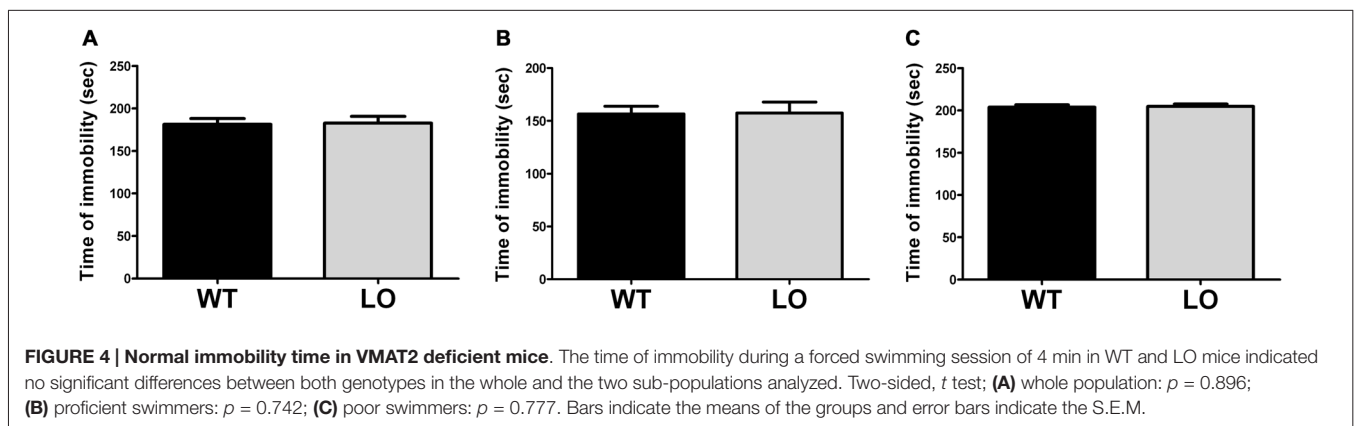 A
Time of immobility (sec)
250
200
150
100
50
0
WT
LO
B
Time of immobility (sec)
200
150
100
50
0
WT
LO
C
Time of immobility (sec)
250
200
150
100
50
0
WT
LO
FIGURE 4 | Normal immobility time in VMAT2 deficient mice. The time of immobility during a forced swimming session of 4 min in WT and LO mice indicated
no significant differences between both genotypes in the whole and the two sub-populations analyzed. Two-sided, t test; (A) whole population: p = 0.896;
(B) proficient swimmers: p = 0.742; (C) poor swimmers: p = 0.777. Bars indicate the means of the groups and error bars indicate the S.E.M.